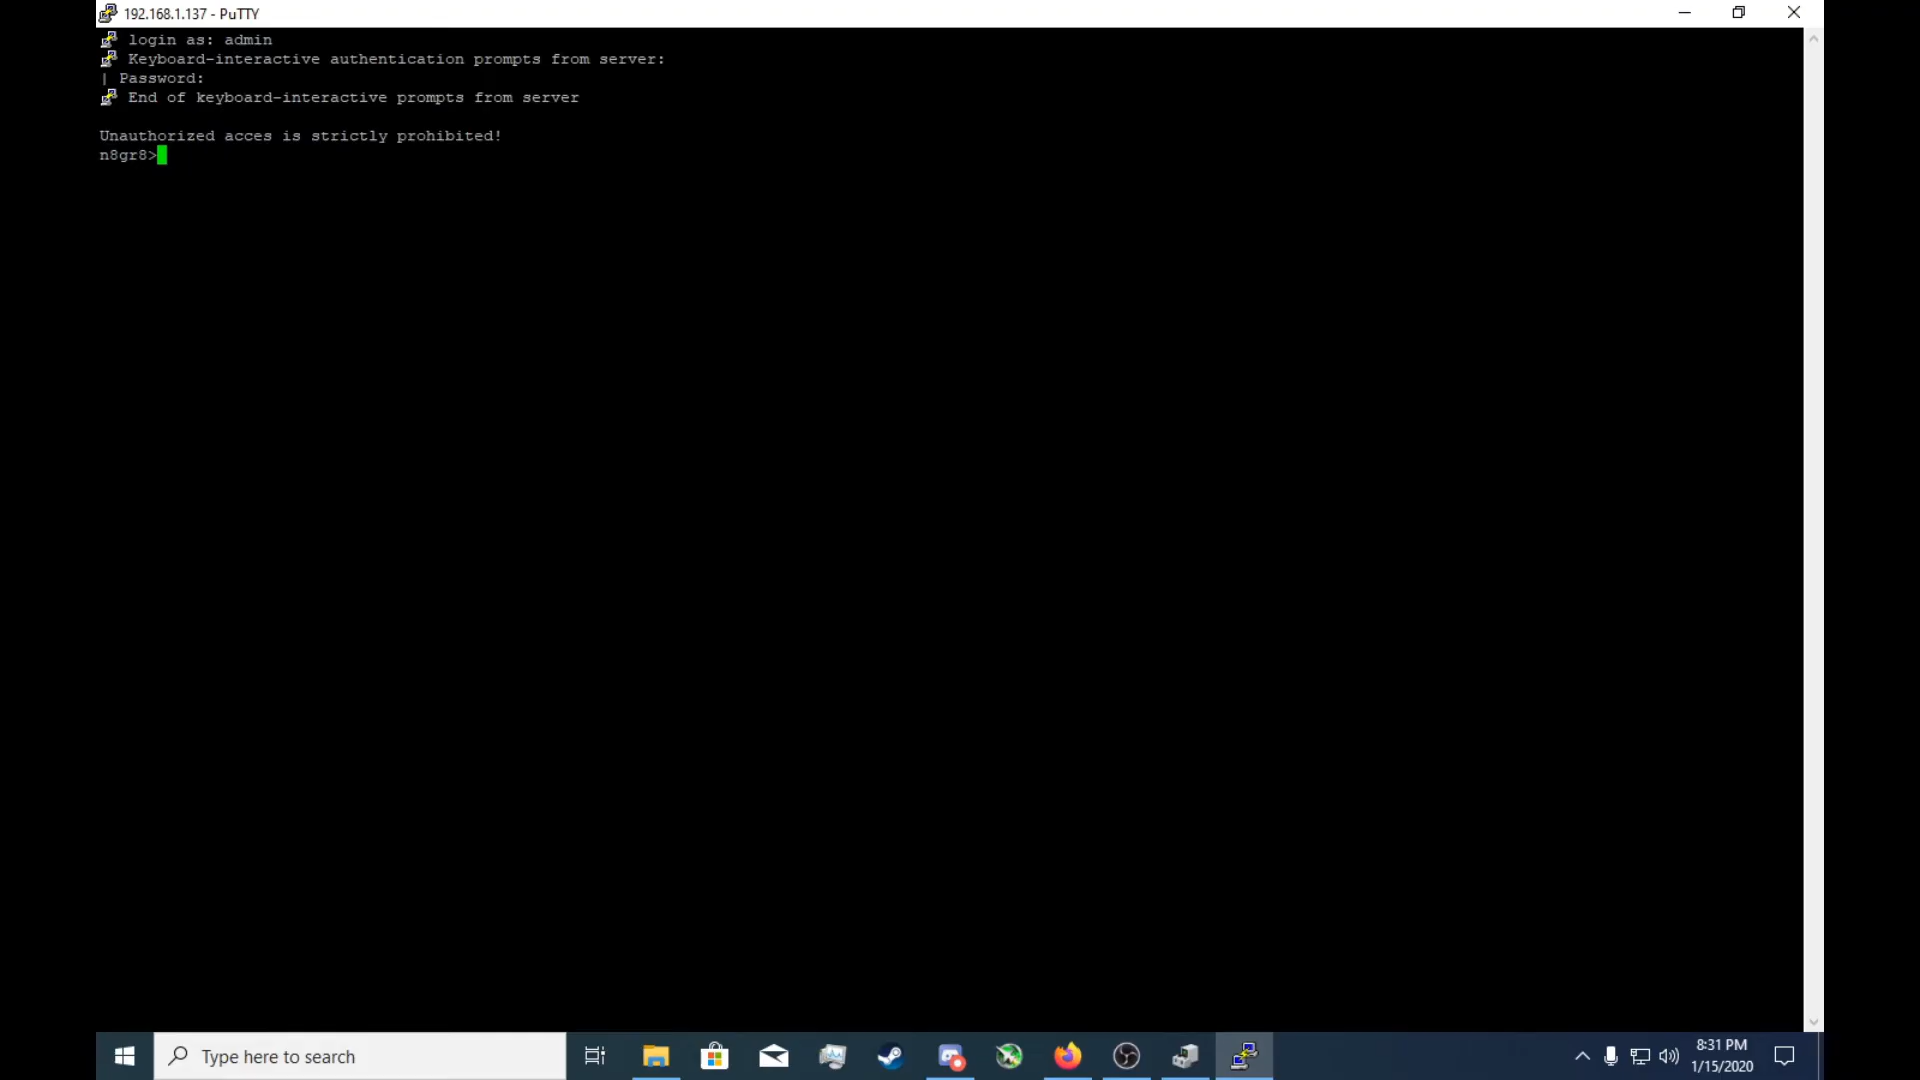 192.168.1.137 - PuTTY
login as: admin
Keyboard-interactive authentication prompts from server:
| Password:
End of keyboard-interactive prompts from server
Unauthorized acces is strictly prohibited!
n8gr8>
Type here to search
8:31 PM
1/15/2020